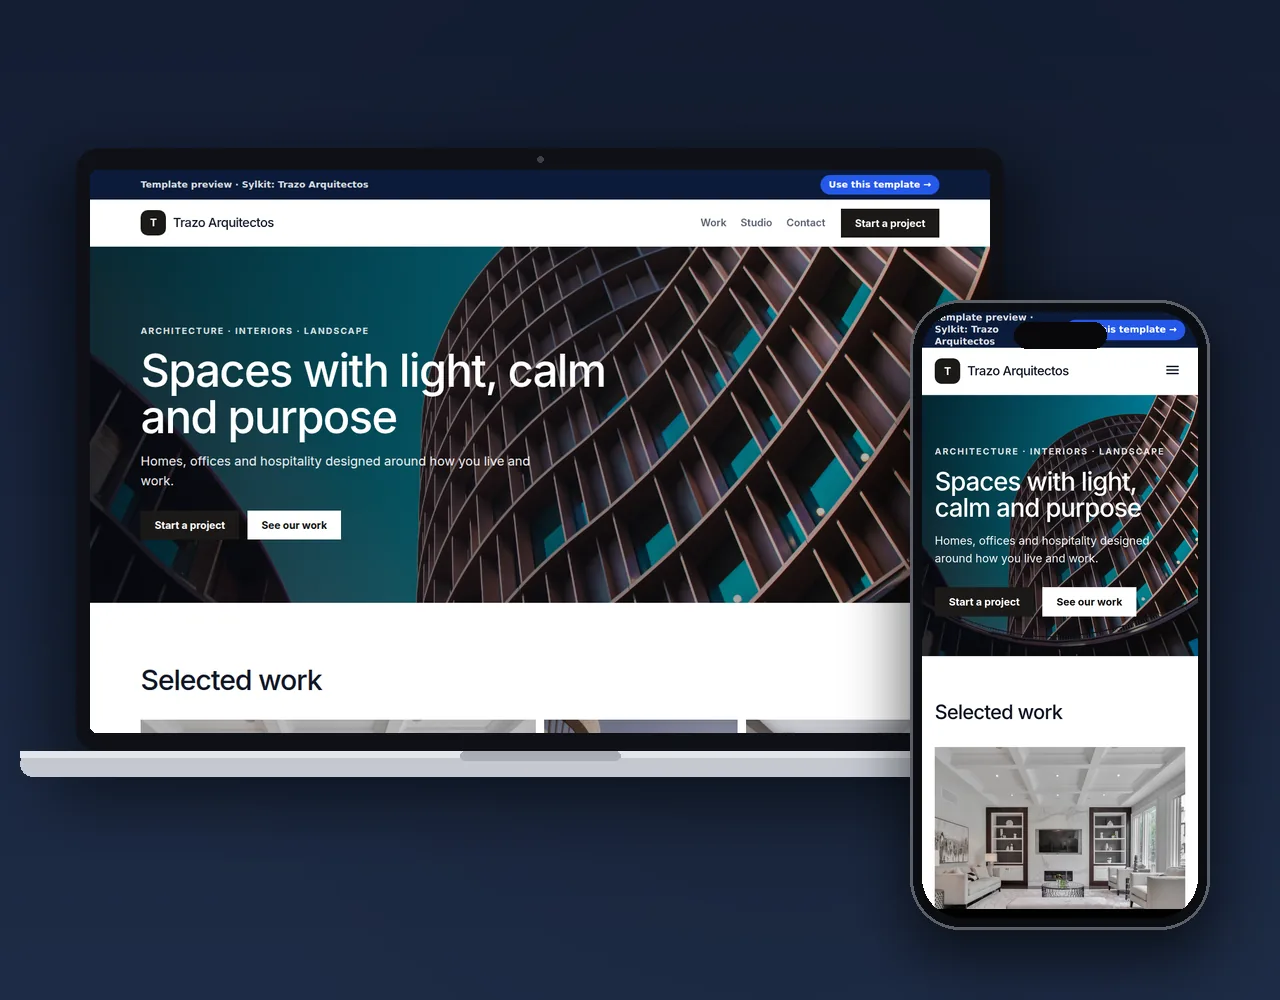 Template preview · Sylkit: Trazo Arquitectos
Use this template →
T
Trazo Arquitectos
Work
Studio
Contact
Start a project
ARCHITECTURE · INTERIORS · LANDSCAPE
Spaces with light, calm
and purpose
Homes, offices and hospitality designed around how you live and
work.
Start a project
See our work
Selected work
preview ·
Sylkit: Trazo
Arquitectos
template →
T
Trazo Arquitectos
ARCHITECTURE · INTERIORS · LANDSCAPE
Spaces with light,
calm and purpose
Homes, offices and hospitality designed
around how you live and work.
Start a project
See our work
Selected work